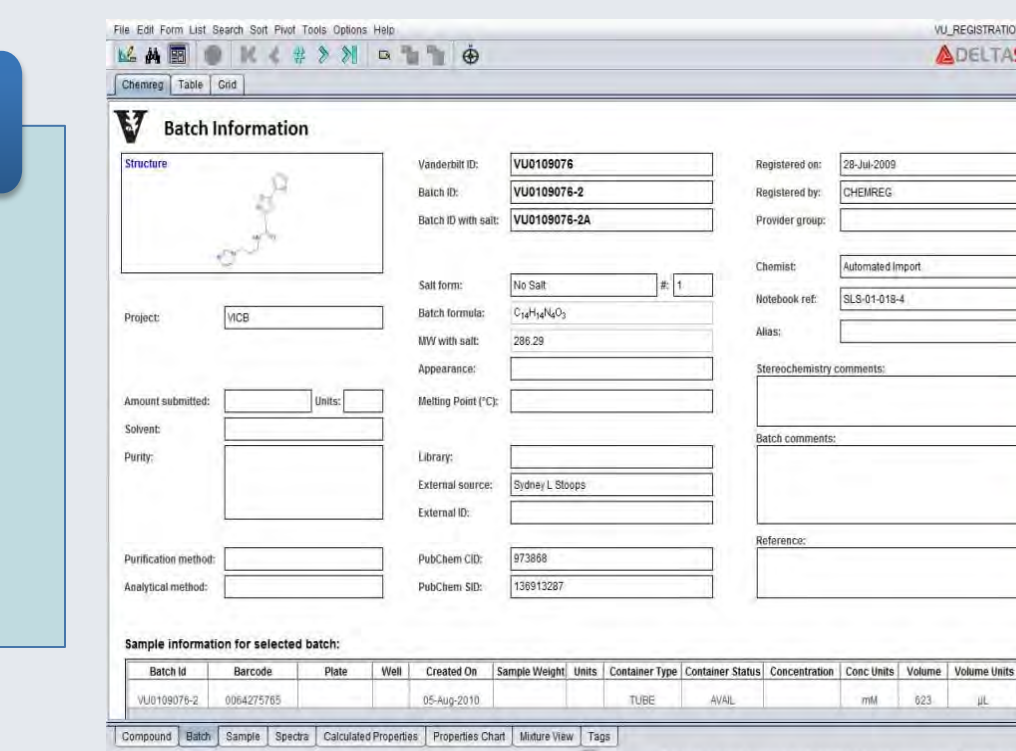 File Edit Form List Search Sort Pivot Tools Options Help
VU_REGISTRATIO
DELTAS
Chemreg Table Grid
Batch Information
Structure
Vanderbilt ID: VU0109076
Registered on: 28-Jul-2009
Batch ID: VU0109076-2
Registered by: CHEMREG
Batch ID with salt: VU0109076-2A
Provider group:
Chemist: Automated Import
Salt form: No Salt #: 1
Notebook ref: SLS-01-018-4
Project: VICB
Batch formula: C₁₄H₁₄N₄O₃
Alias:
MW with salt: 286.29
Appearance:
Stereochemistry comments:
Amount submitted: Units:
Melting Point (°C):
Solvent:
Batch comments:
Purity:
Library:
External source: Sydney L Stoops
External ID:
Reference:
Purification method:
PubChem CID: 973868
Analytical method:
PubChem SID: 136913287
Sample information for selected batch:
Batch Id Barcode Plate Well Created On Sample Weight Units Container Type Container Status Concentration Conc Units Volume Volume Units
VU0109076-2 0064275765 05-Aug-2010 TUBE AVAIL mM 623 µL
Compound Batch Sample Spectra Calculated Properties Properties Chart Mixture View Tags